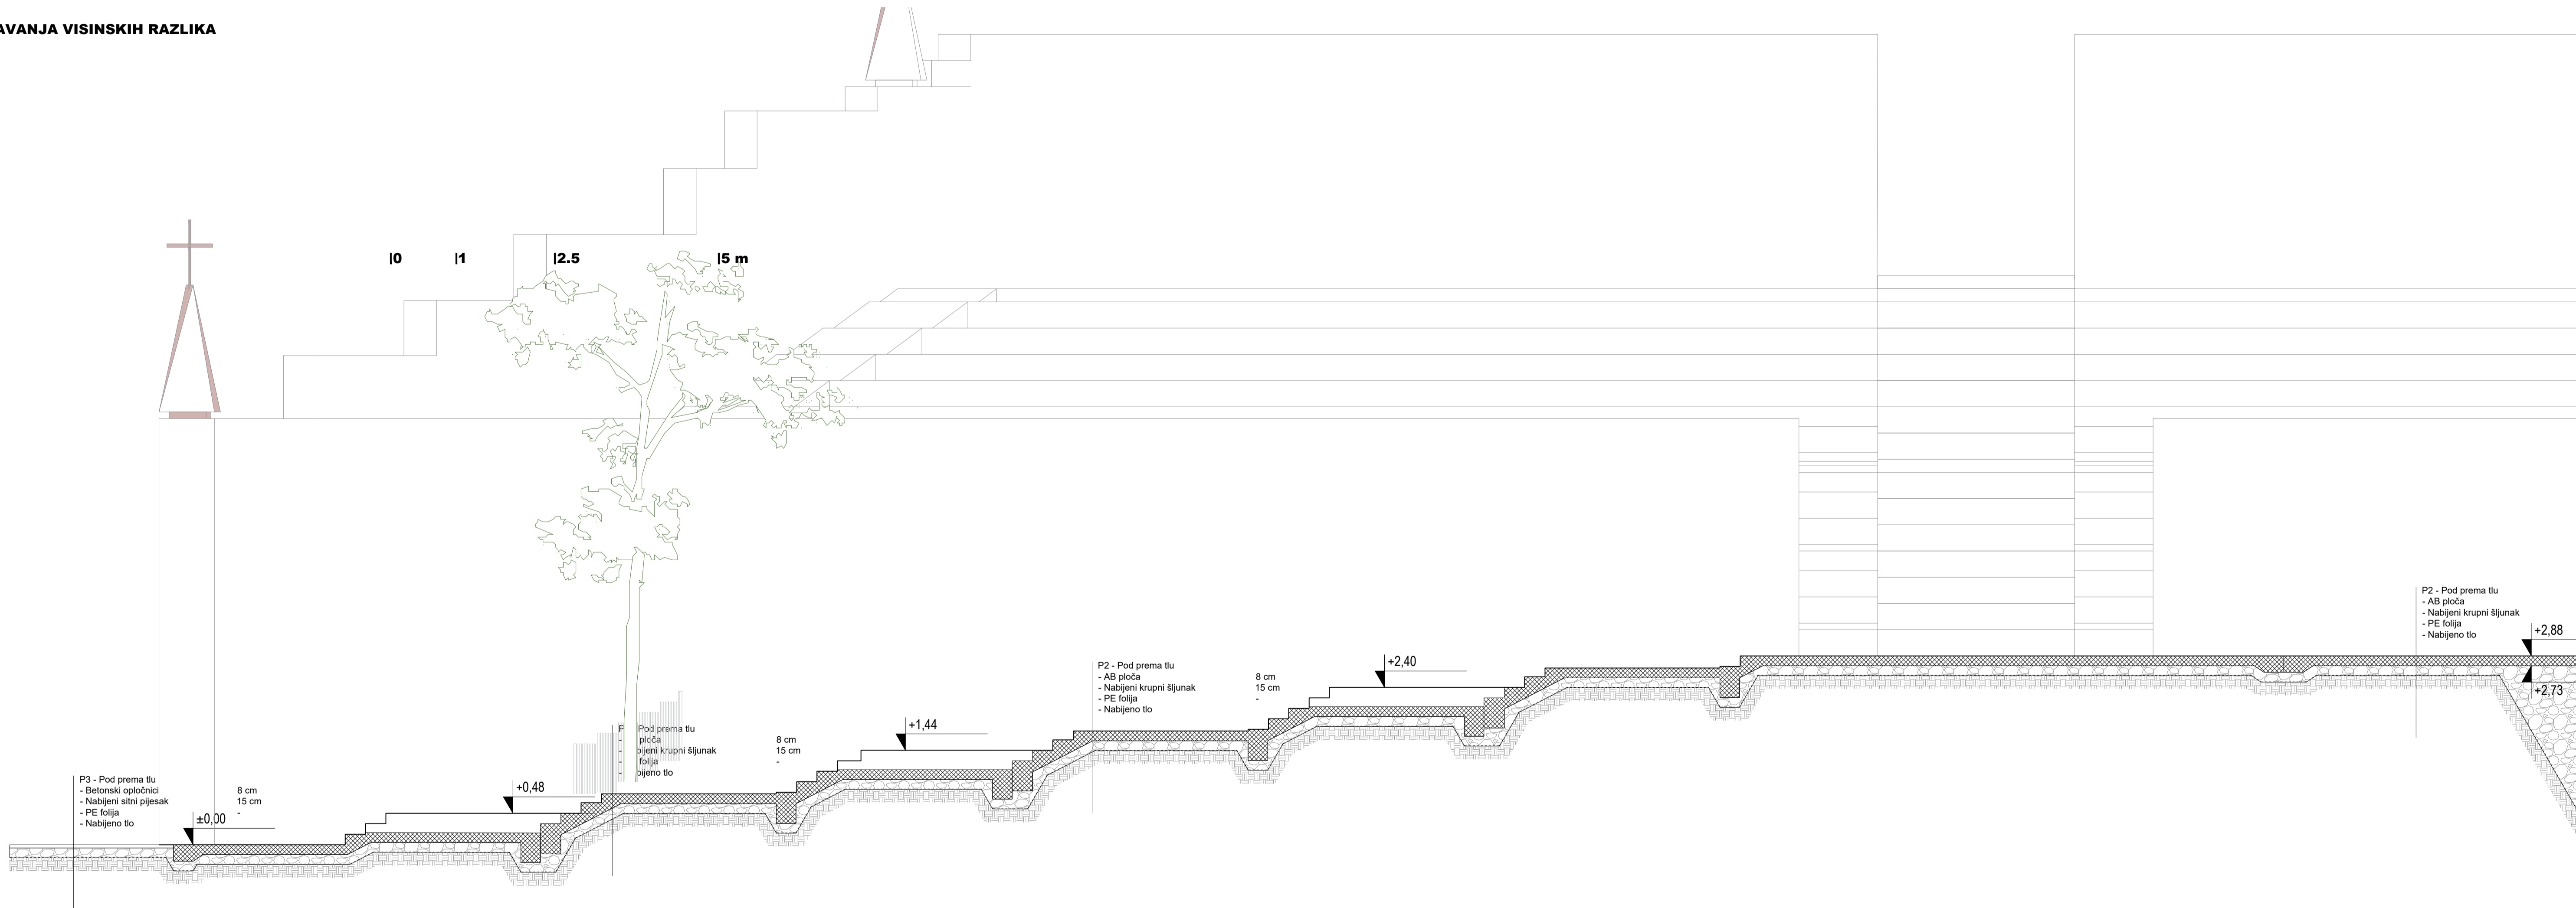 AVANJA VISINSKIH RAZLIKA
|0 |1 |2.5 |5 m
P3 - Pod prema tlu
- Betonski opločnici 8 cm
- Nabijeni sitni pijesak 15 cm
- PE folija -
- Nabijeno tlo
±0,00
+0,48
Pod prema tlu
ploča 8 cm
bijeni krupni šljunak 15 cm
folija -
bijeno tlo
+1,44
P2 - Pod prema tlu
- AB ploča 8 cm
- Nabijeni krupni šljunak 15 cm
- PE folija -
- Nabijeno tlo
+2,40
P2 - Pod prema tlu
- AB ploča
- Nabijeni krupni šljunak
- PE folija
- Nabijeno tlo
+2,88
+2,73